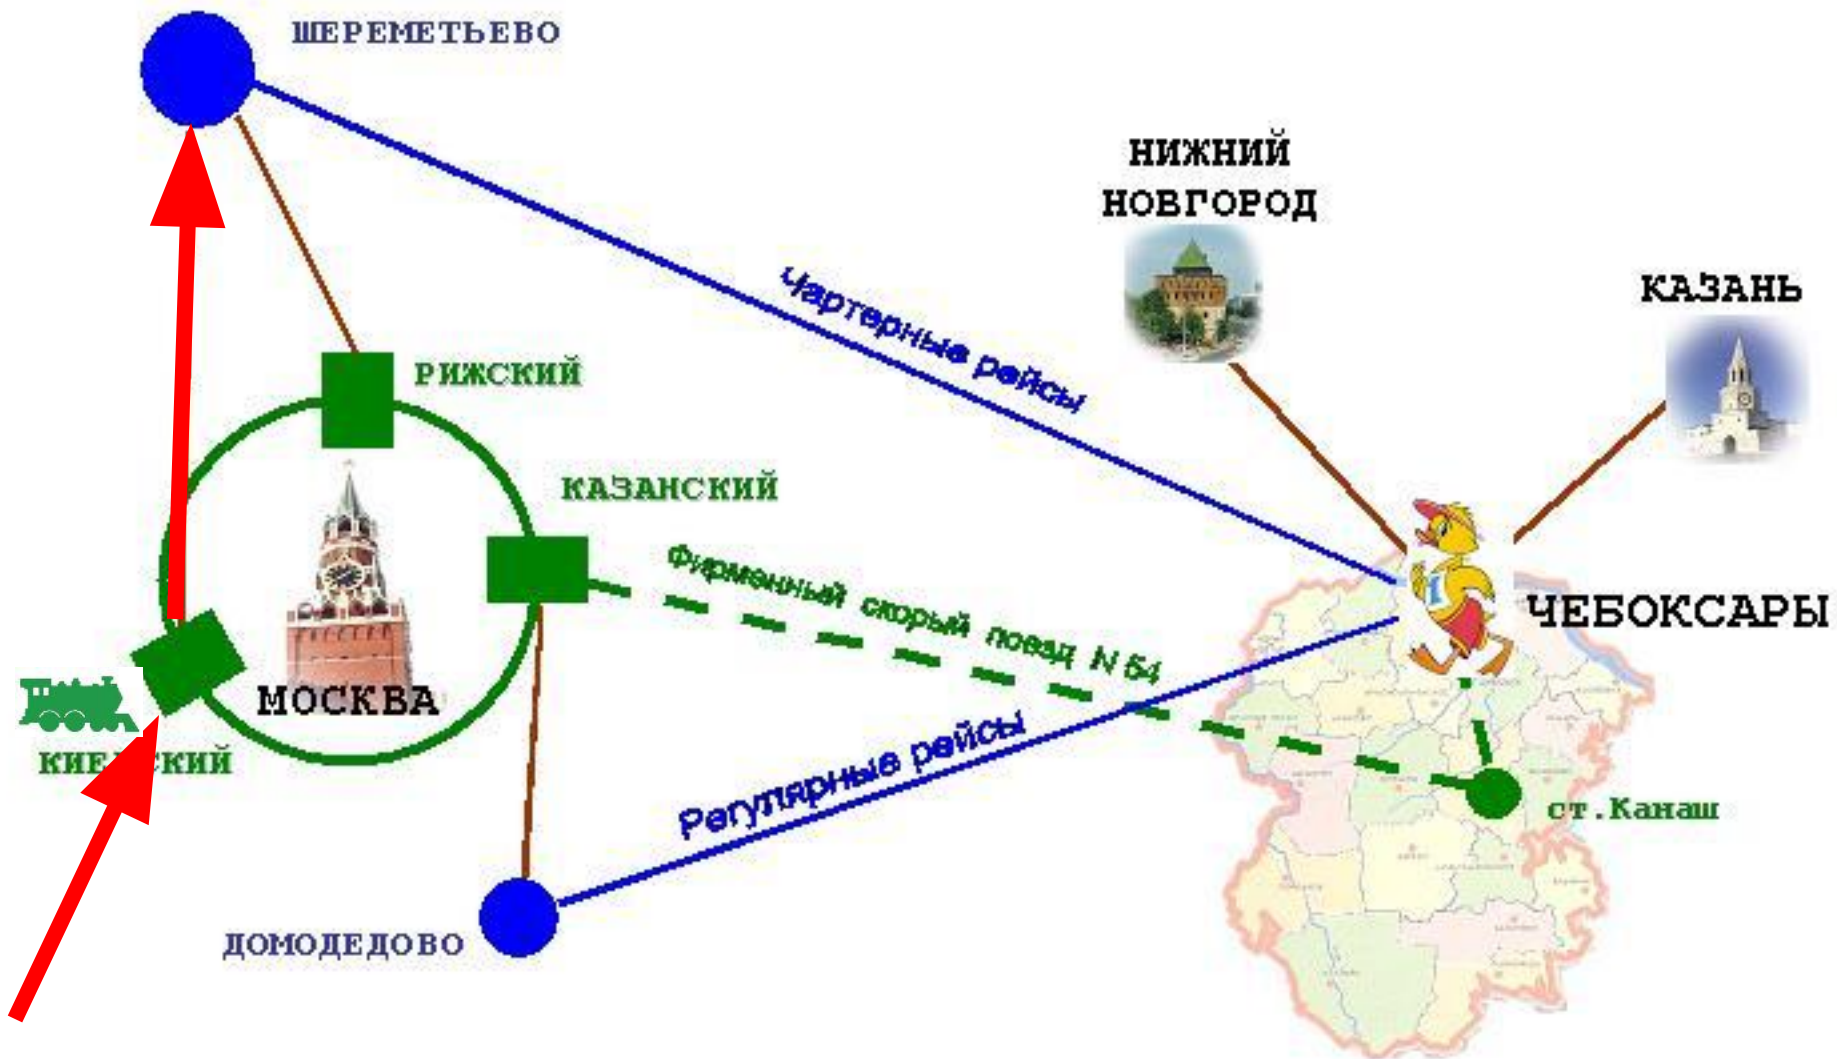 ШЕРЕМЕТЬЕВО
НИЖНИЙ
НОВГОРОД
КАЗАНЬ
Чартерные рейсы
РИЖСКИЙ
КАЗАНСКИЙ
Фирменный скорый поезд N 54
ЧЕБОКСАРЫ
МОСКВА
КИЕВСКИЙ
Регулярные рейсы
ст.Канаш
ДОМОДЕДОВО